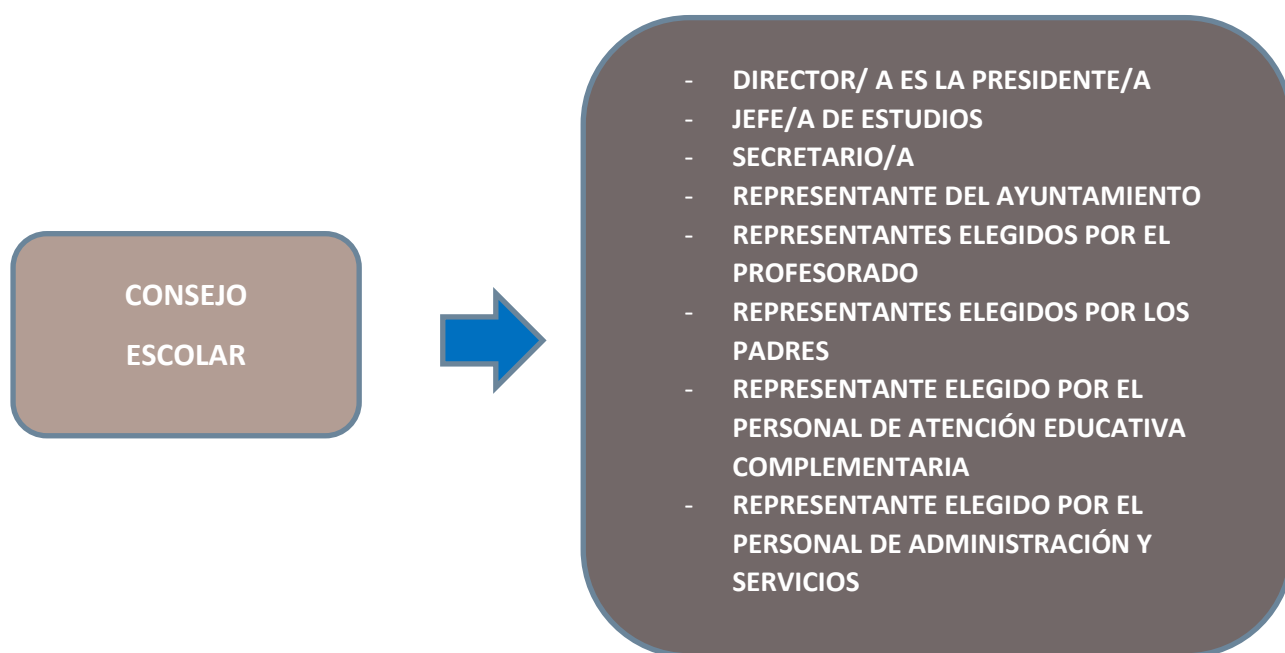 CONSEJO
ESCOLAR
- DIRECTOR/ A ES LA PRESIDENTE/A
- JEFE/A DE ESTUDIOS
- SECRETARIO/A
- REPRESENTANTE DEL AYUNTAMIENTO
- REPRESENTANTES ELEGIDOS POR EL
PROFESORADO
- REPRESENTANTES ELEGIDOS POR LOS
PADRES
- REPRESENTANTE ELEGIDO POR EL
PERSONAL DE ATENCIÓN EDUCATIVA
COMPLEMENTARIA
- REPRESENTANTE ELEGIDO POR EL
PERSONAL DE ADMINISTRACIÓN Y
SERVICIOS